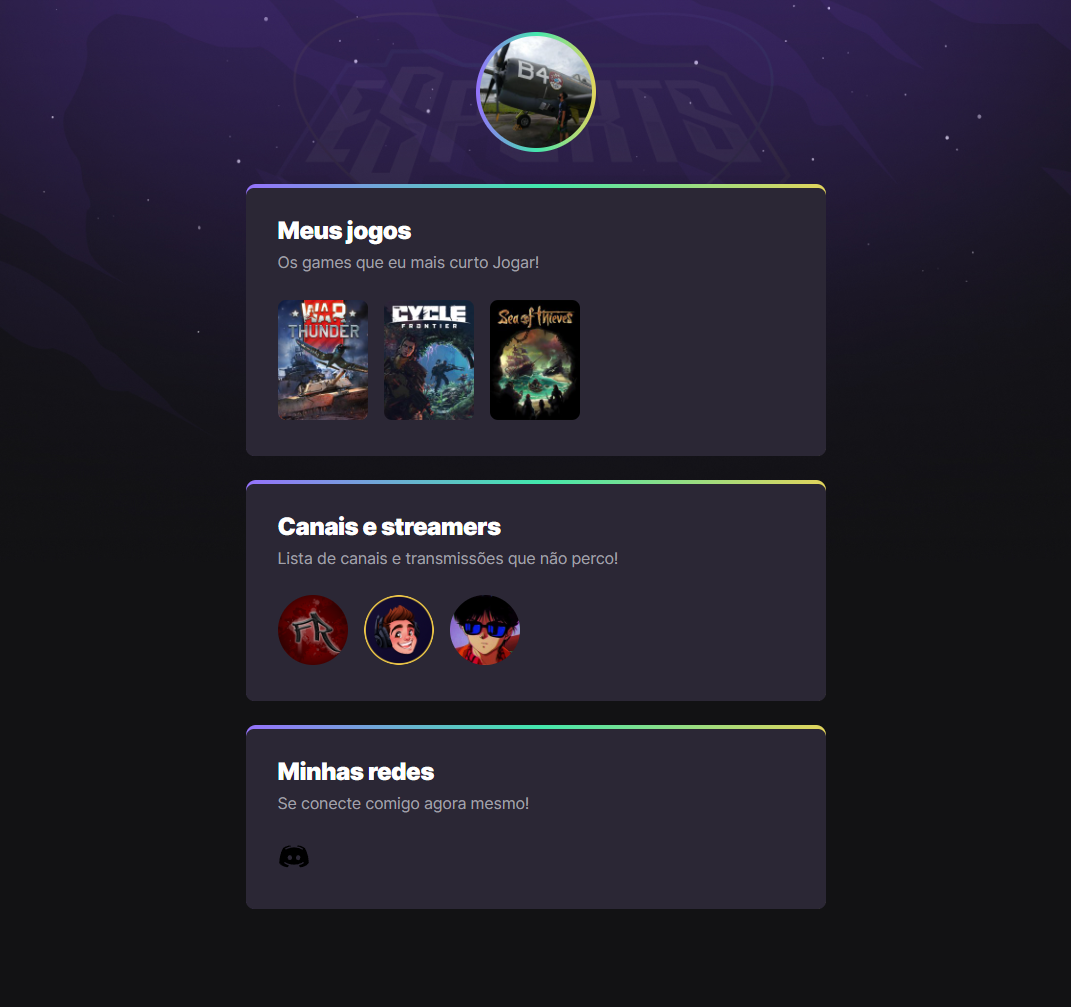 ESPORTS
B4
Meus jogos
Os games que eu mais curto Jogar!
WAR
THUNDER
CYCLE
FRONTIER
Sea of Thieves
Canais e streamers
Lista de canais e transmissões que não perco!
FR
Minhas redes
Se conecte comigo agora mesmo!